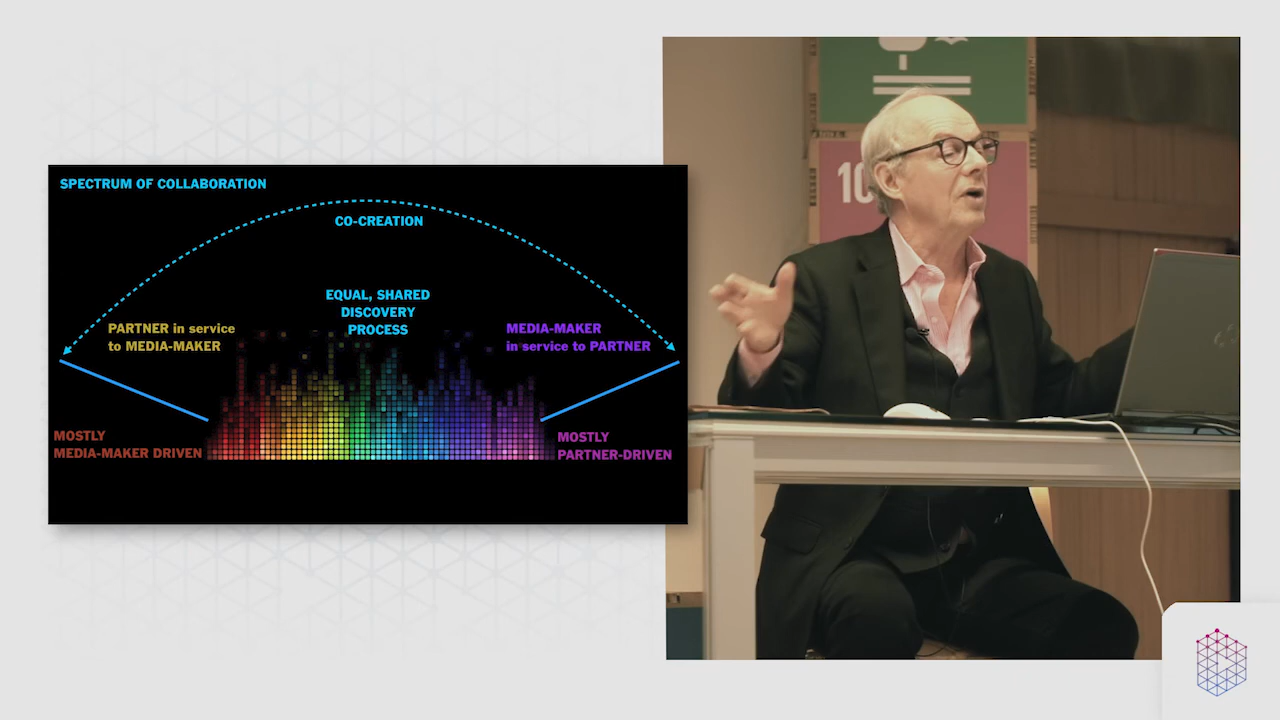 SPECTRUM OF COLLABORATION
CO-CREATION
EQUAL, SHARED
DISCOVERY
PROCESS
PARTNER in service
to MEDIA-MAKER
MEDIA-MAKER
in service to PARTNER
MOSTLY
MEDIA-MAKER DRIVEN
MOSTLY
PARTNER-DRIVEN
10